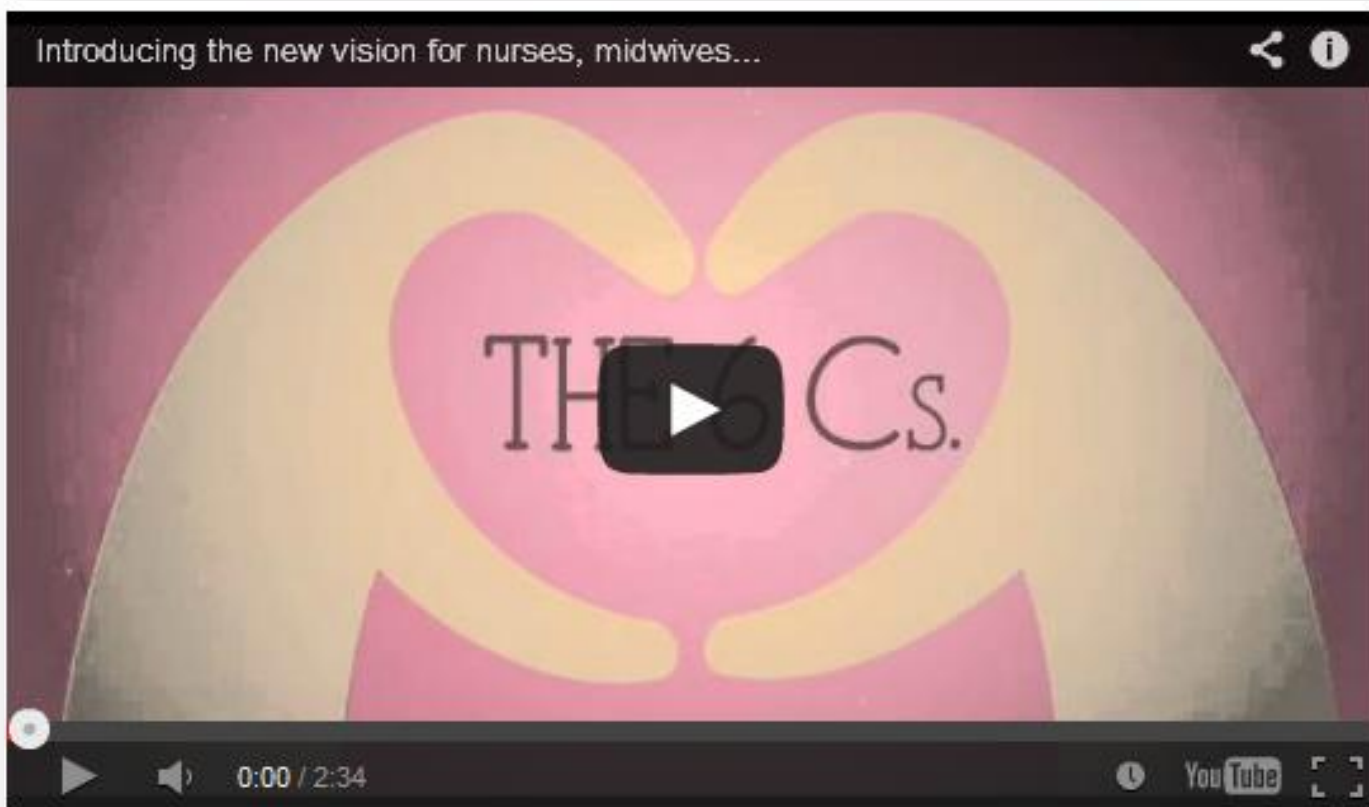 Introducing the new vision for nurses, midwives...
THE 6 Cs.
0:00 / 2:34
YouTube